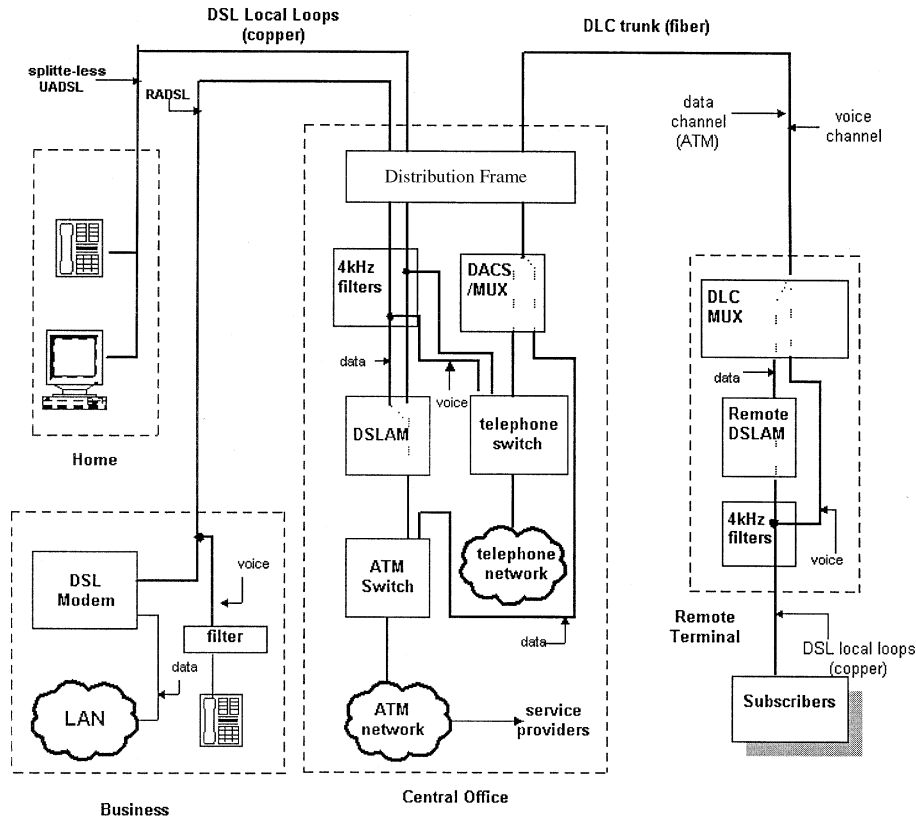 DSL Local Loops
(copper)
DLC trunk (fiber)
splitte-less
UADSL
RADSL
data
channel
(ATM)
voice
channel
Distribution Frame
4kHz
filters
DACS
/MUX
DLC
MUX
data
voice
data
DSLAM
telephone
switch
Remote
DSLAM
Home
4kHz
filters
voice
DSL
Modem
voice
ATM
Switch
telephone
network
filter
data
data
Remote
Terminal
DSL local loops
(copper)
LAN
ATM
network
service
providers
Subscribers
Business
Central Office